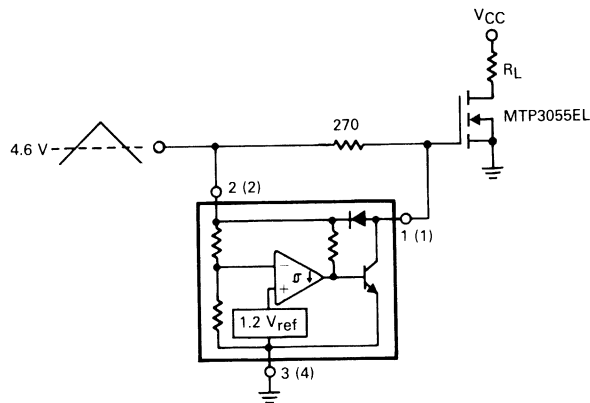 VCC
RL
270
MTP3055EL
4.6 V
2 (2)
1 (1)
−
+
1.2 Vref
3 (4)